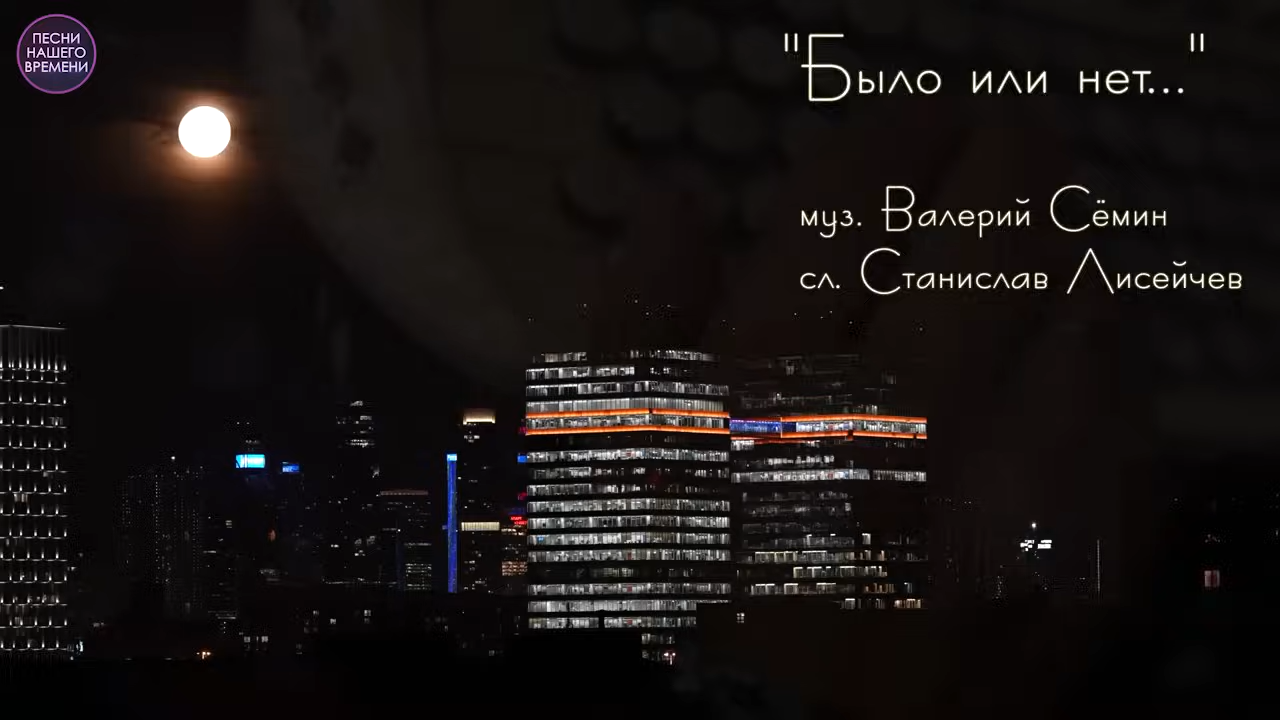 ПЕСНИ
НАШЕГО
ВРЕМЕНИ
"Было или нет..."
муз. Валерий Сёмин
сл. Станислав Лисейчев